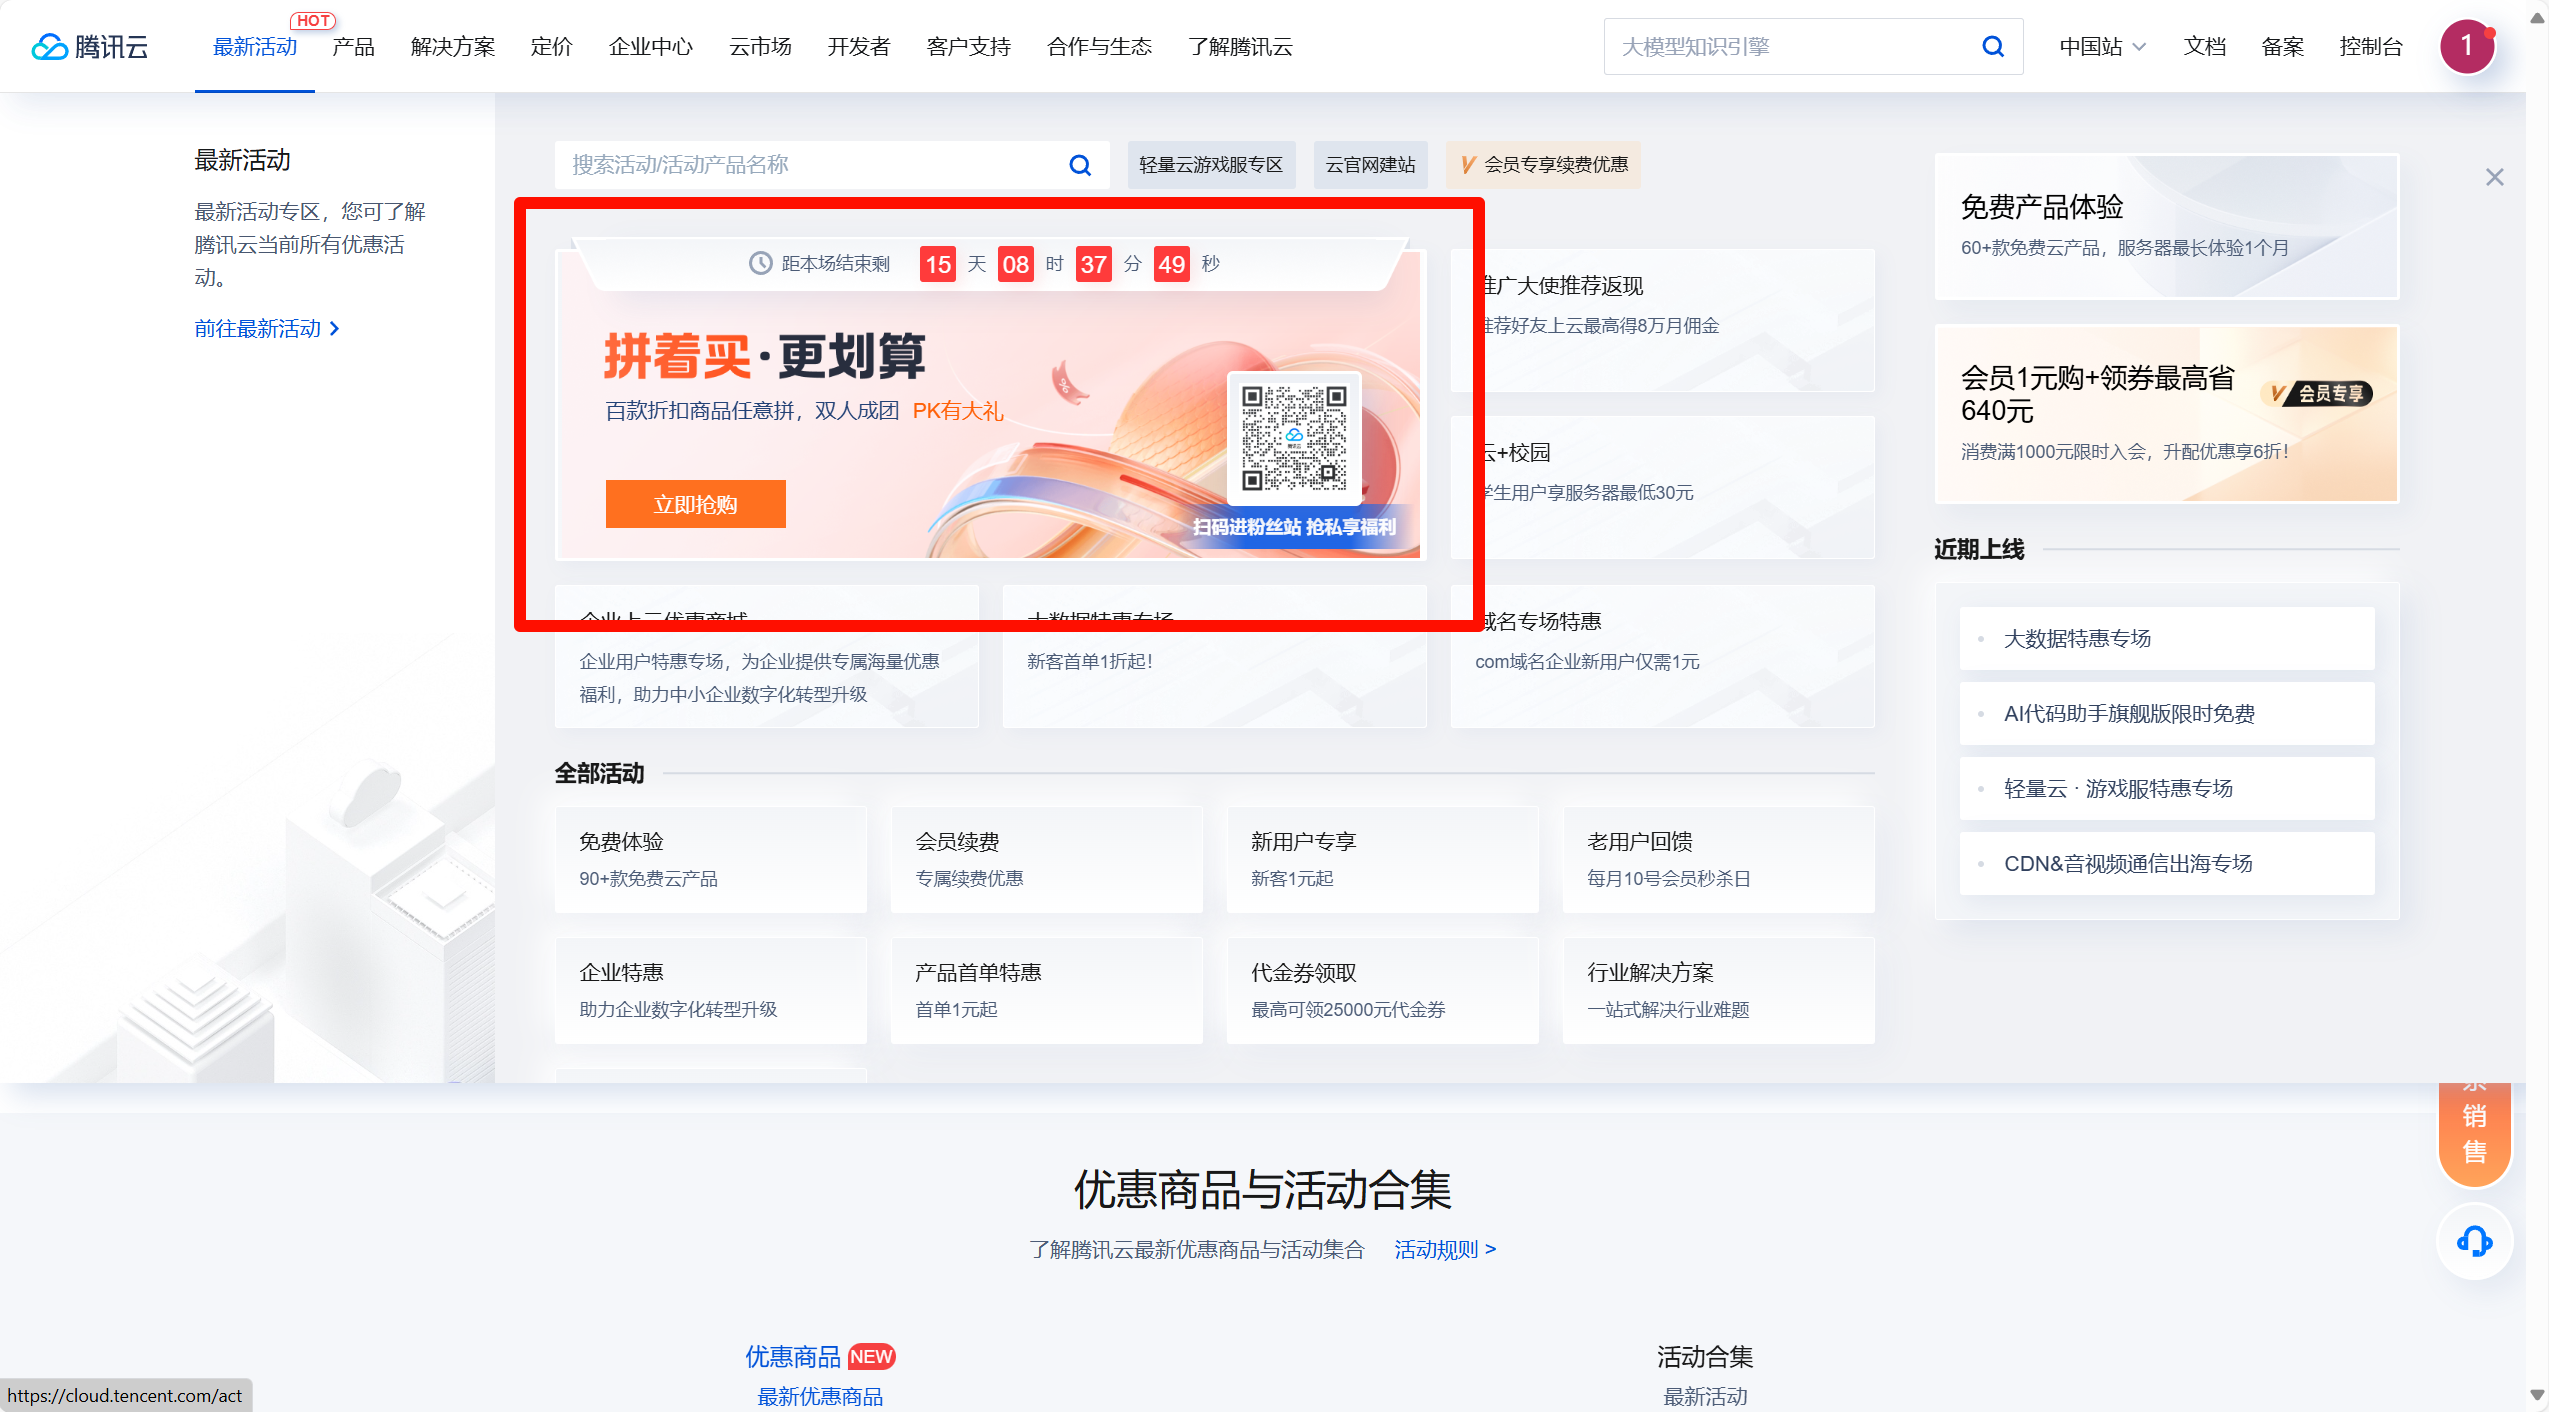 腾讯云
最新活动
HOT
产品
解决方案
定价
企业中心
云市场
开发者
客户支持
合作与生态
了解腾讯云
大模型知识引擎
中国站
文档
备案
控制台
1
最新活动
最新活动专区，您可了解
腾讯云当前所有优惠活
动。
前往最新活动
搜索活动/活动产品名称
轻量云游戏服专区
云官网建站
会员专享续费优惠
距本场结束剩 15 天 08 时 37 分 49 秒
拼着买·更划算
百款折扣商品任意拼，双人成团 PK有大礼
立即抢购
扫码进粉丝站 抢私享福利
推广大使推荐返现
推荐好友上云最高得8万月佣金
云+校园
学生用户享服务器最低30元
企业上云优惠商城
企业用户特惠专场，为企业提供专属海量优惠
福利，助力中小企业数字化转型升级
大数据特惠专场
新客首单1折起！
域名专场特惠
com域名企业新用户仅需1元
全部活动
免费体验
90+款免费云产品
会员续费
专属续费优惠
新用户专享
新客1元起
老用户回馈
每月10号会员秒杀日
企业特惠
助力企业数字化转型升级
产品首单特惠
首单1元起
代金券领取
最高可领25000元代金券
行业解决方案
一站式解决行业难题
免费产品体验
60+款免费云产品，服务器最长体验1个月
会员1元购+领券最高省
640元
会员专享
消费满1000元限时入会，升配优惠享6折！
近期上线
大数据特惠专场
AI代码助手旗舰版限时免费
轻量云 · 游戏服特惠专场
CDN&音视频通信出海专场
销
售
优惠商品与活动合集
了解腾讯云最新优惠商品与活动集合
活动规则 >
优惠商品 NEW
最新优惠商品
活动合集
最新活动
https://cloud.tencent.com/act